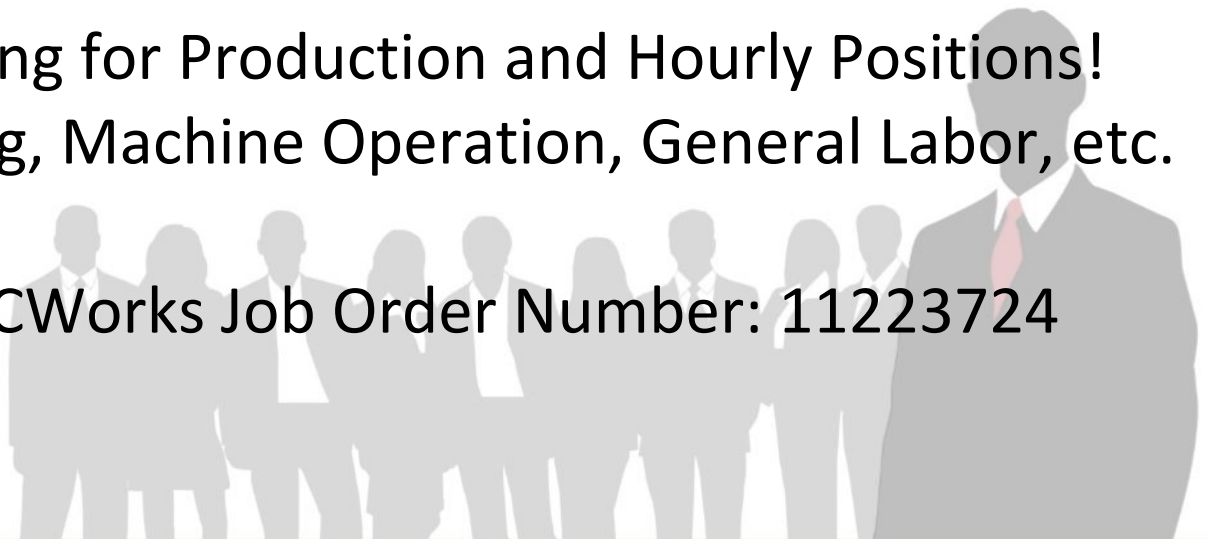 ng for Production and Hourly Positions!
g, Machine Operation, General Labor, etc.
CWorks Job Order Number: 11223724